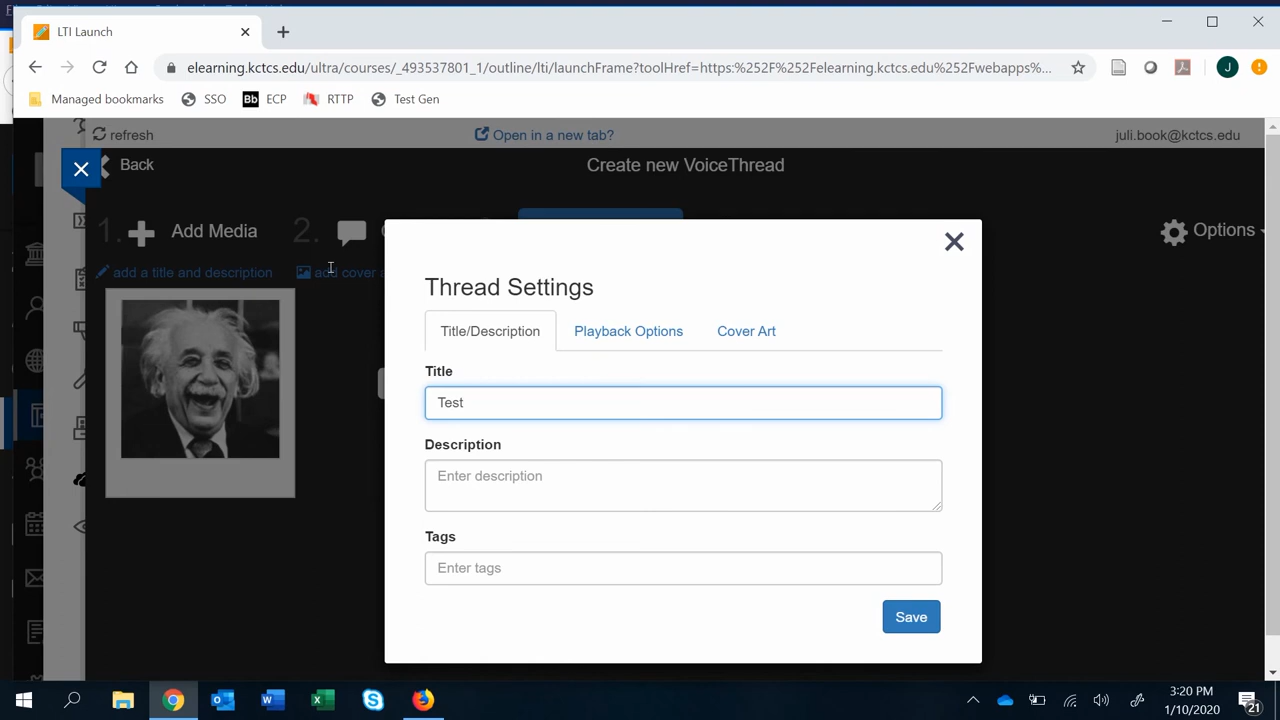 LTI Launch
elearning.kctcs.edu/ultra/courses/_493537801_1/outline/lti/launchFrame?toolHref=https:%252F%252Felearning.kctcs.edu%252Fwebapps%...
J
Managed bookmarks
SSO
Bb ECP
RTTP
Test Gen
refresh
Open in a new tab?
juli.book@kctcs.edu
Back
Create new VoiceThread
1. Add Media
2.
Options
add a title and description
add cover
Thread Settings
Title/Description
Playback Options
Cover Art
Title
Test
Description
Enter description
Tags
Enter tags
Save
3:20 PM
1/10/2020
21